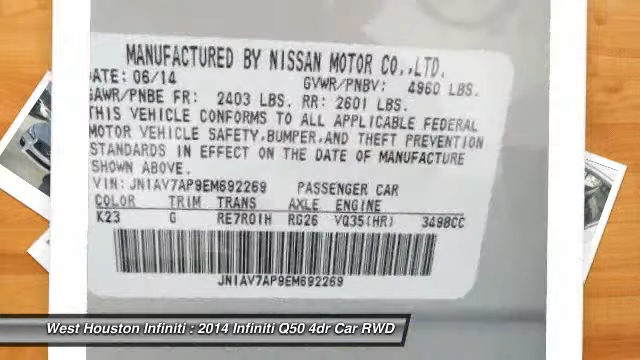 MANUFACTURED BY NISSAN MOTOR CO.,LTD.
DATE: 06/14 GVWR/PNBV: 4960 LBS.
GAWR/PNBE FR: 2403 LBS. RR: 2601 LBS.
THIS VEHICLE CONFORMS TO ALL APPLICABLE FEDERAL
MOTOR VEHICLE SAFETY,BUMPER,AND THEFT PREVENTION
STANDARDS IN EFFECT ON THE DATE OF MANUFACTURE
SHOWN ABOVE.
VIN:JN1AV7AP9EM692269 PASSENGER CAR
COLOR TRIM TRANS AXLE ENGINE
K23 G RE7R01H RG26 VQ35(HR) 3498CC
JN1AV7AP9EM692269
West Houston Infiniti : 2014 Infiniti Q50 4dr Car RWD